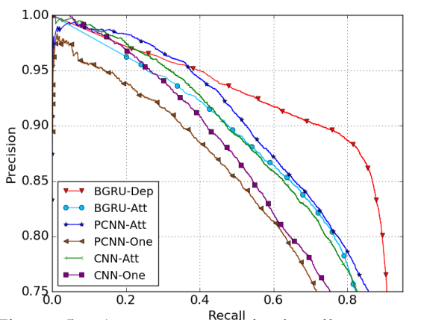 1.00
0.95
0.90
0.85
0.80
0.75
Precision
BGRU-Dep
BGRU-Att
PCNN-Att
PCNN-One
CNN-Att
CNN-One
0.0
0.2
0.4
0.6
0.8
Recall